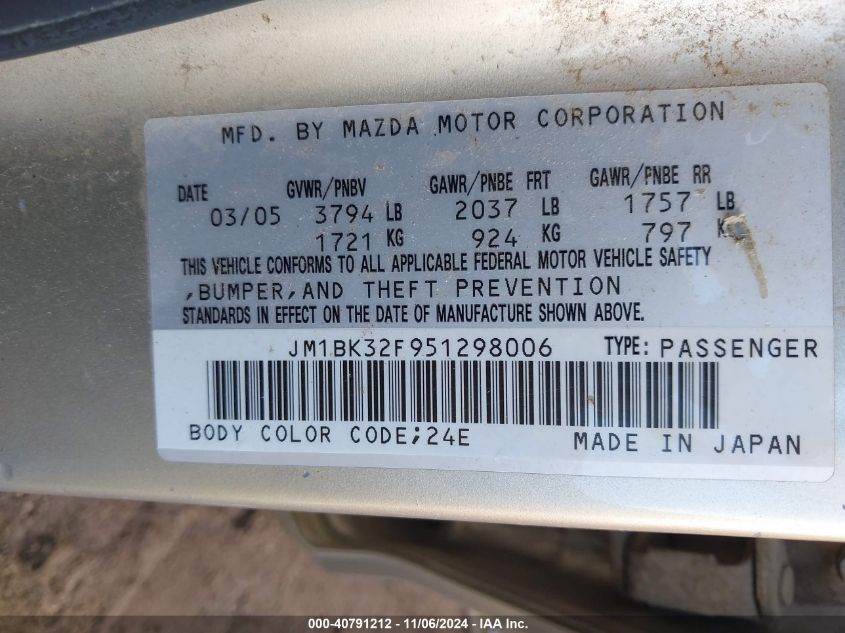 MFD. BY MAZDA MOTOR CORPORATION
DATE GVWR/PNBV GAWR/PNBE FRT GAWR/PNBE RR
03/05 3794 LB 2037 LB 1757 LB
1721 KG 924 KG 797 KG
THIS VEHICLE CONFORMS TO ALL APPLICABLE FEDERAL MOTOR VEHICLE SAFETY
,BUMPER,AND THEFT PREVENTION
STANDARDS IN EFFECT ON THE DATE OF MANUFACTURE SHOWN ABOVE.
JM1BK32F951298006 TYPE: PASSENGER
BODY COLOR CODE;24E MADE IN JAPAN
000-40791212 - 11/06/2024 - IAA Inc.